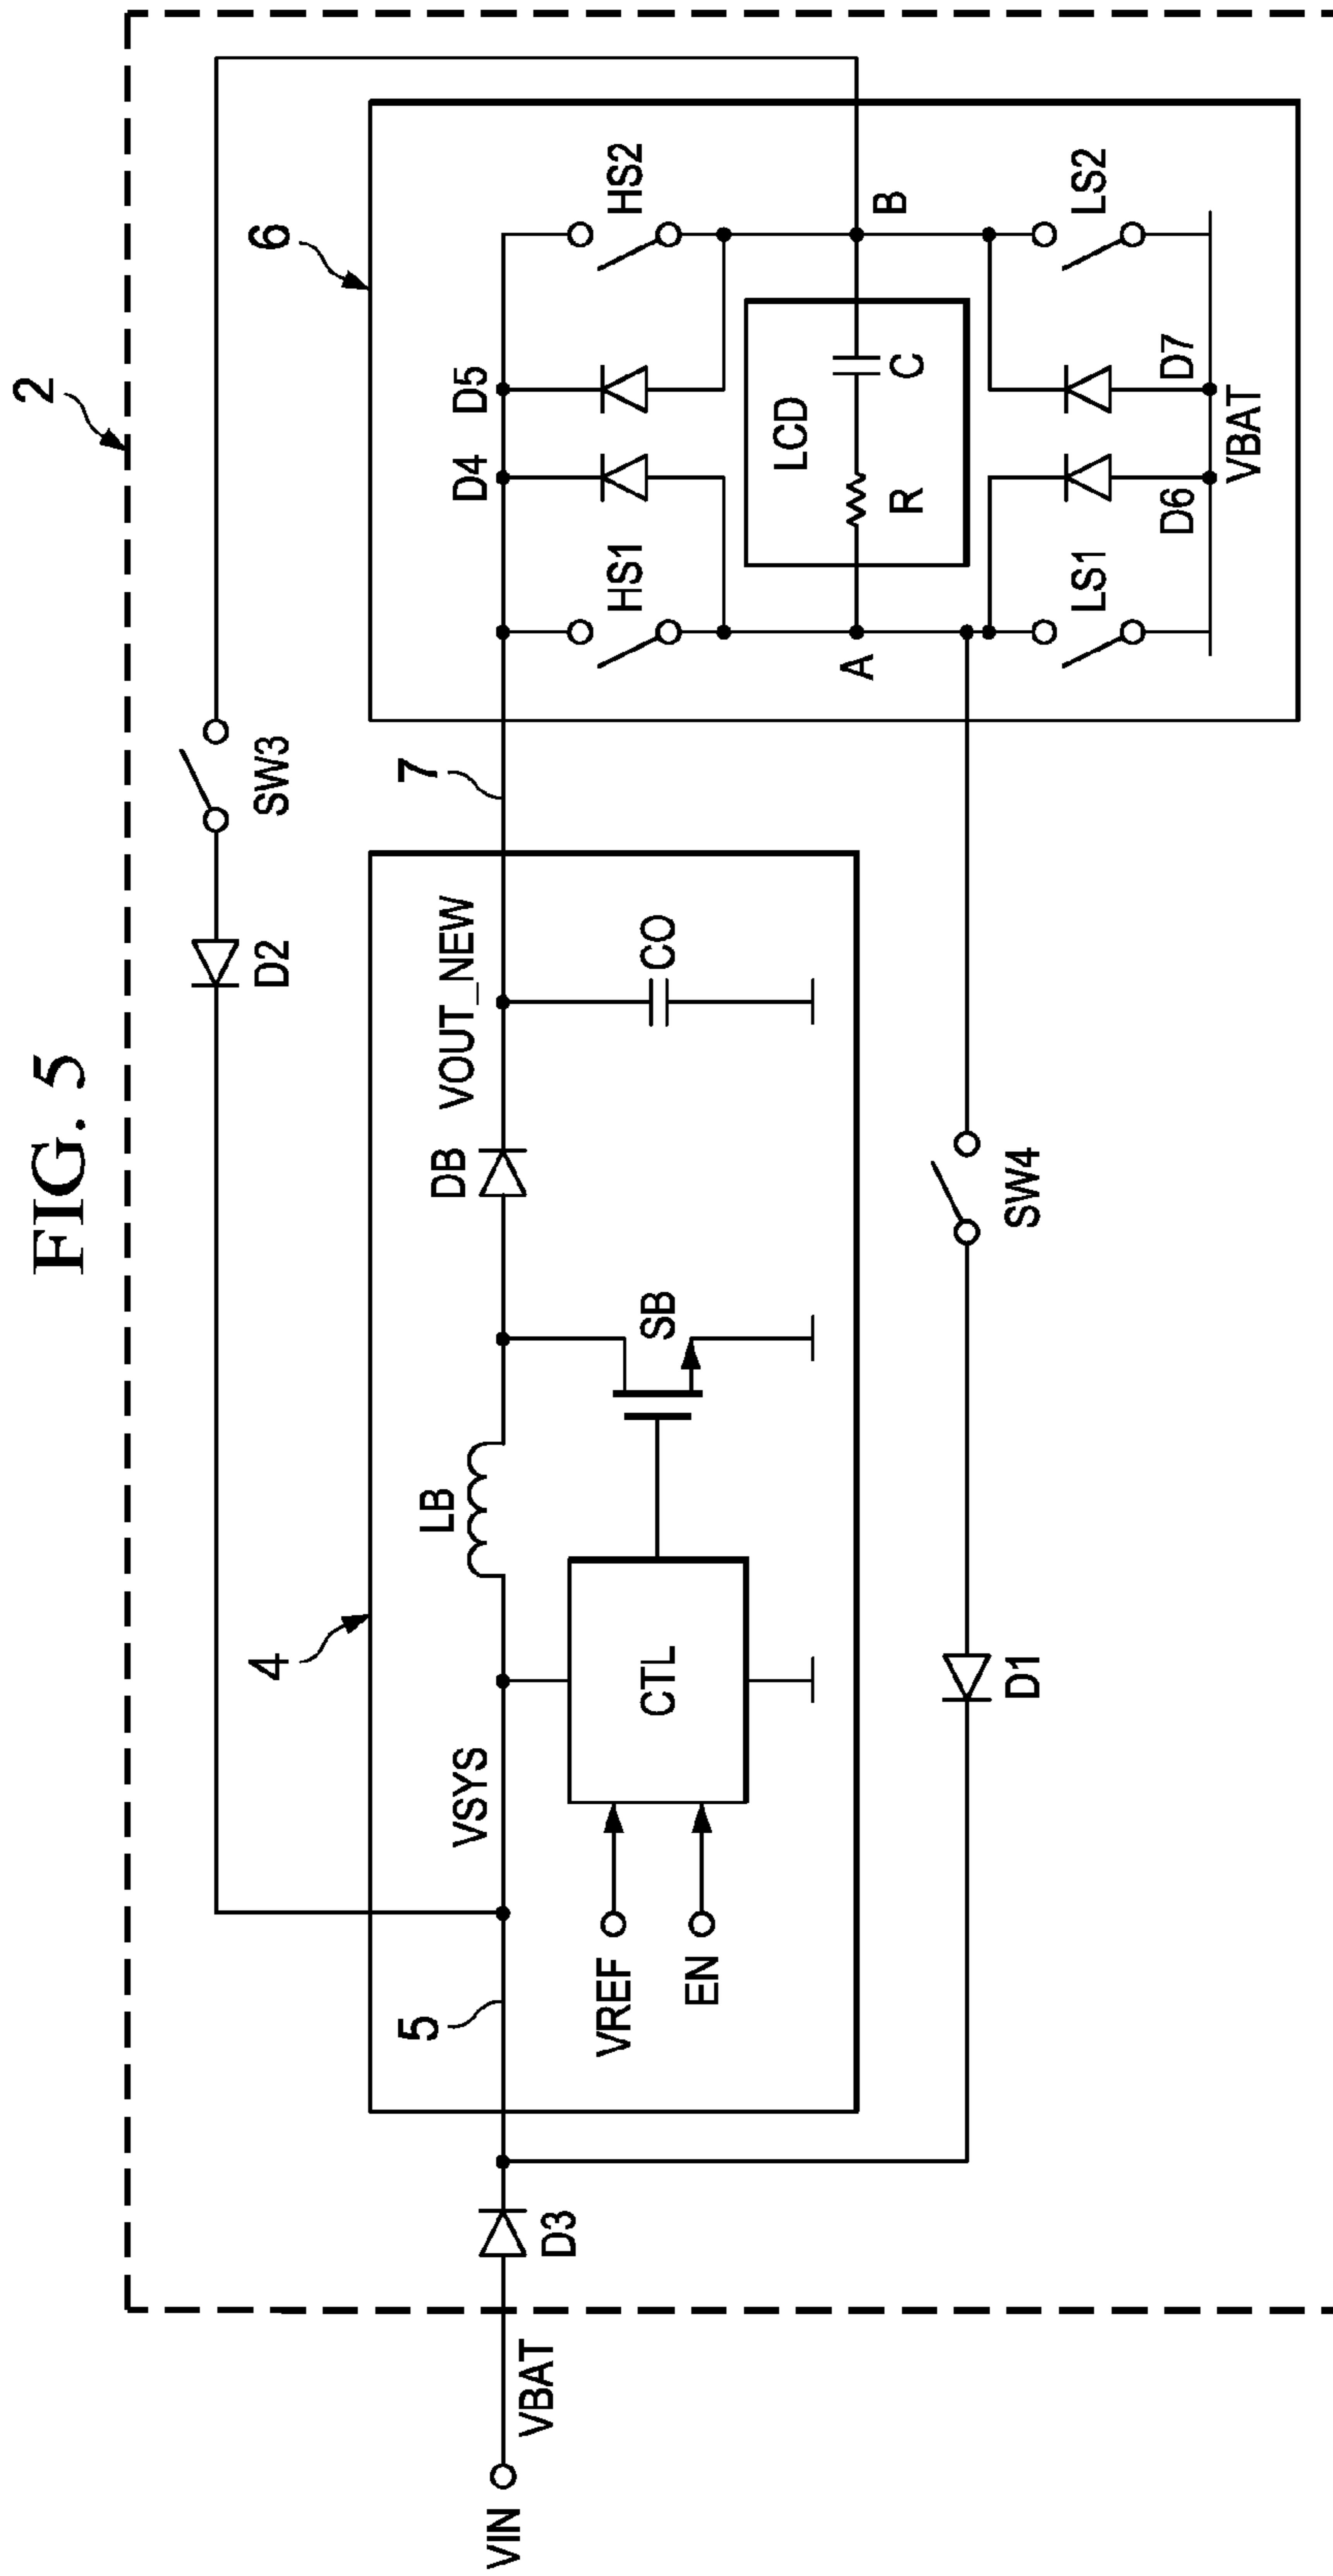 FIG. 5
2
D2
SW3
4
6
5
VSYS
LB
DB
VOUT_NEW
7
D4
D5
HS1
HS2
VIN
VBAT
D3
VREF
EN
CTL
SB
CO
LCD
R
C
A
B
LS1
LS2
D6
D7
VBAT
D1
SW4